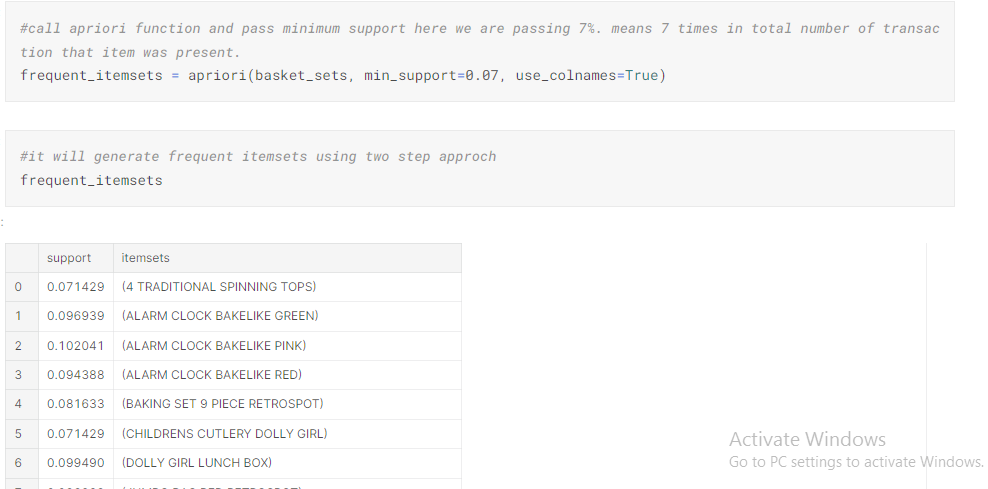 #call apriori function and pass minimum support here we are passing 7%. means 7 times in total number of transac
tion that item was present.
frequent_itemsets = apriori(basket_sets, min_support=0.07, use_colnames=True)
#it will generate frequent itemsets using two step approch
frequent_itemsets
:
support itemsets
0 0.071429 (4 TRADITIONAL SPINNING TOPS)
1 0.096939 (ALARM CLOCK BAKELIKE GREEN)
2 0.102041 (ALARM CLOCK BAKELIKE PINK)
3 0.094388 (ALARM CLOCK BAKELIKE RED)
4 0.081633 (BAKING SET 9 PIECE RETROSPOT)
5 0.071429 (CHILDRENS CUTLERY DOLLY GIRL)
6 0.099490 (DOLLY GIRL LUNCH BOX)
Activate Windows
Go to PC settings to activate Windows.